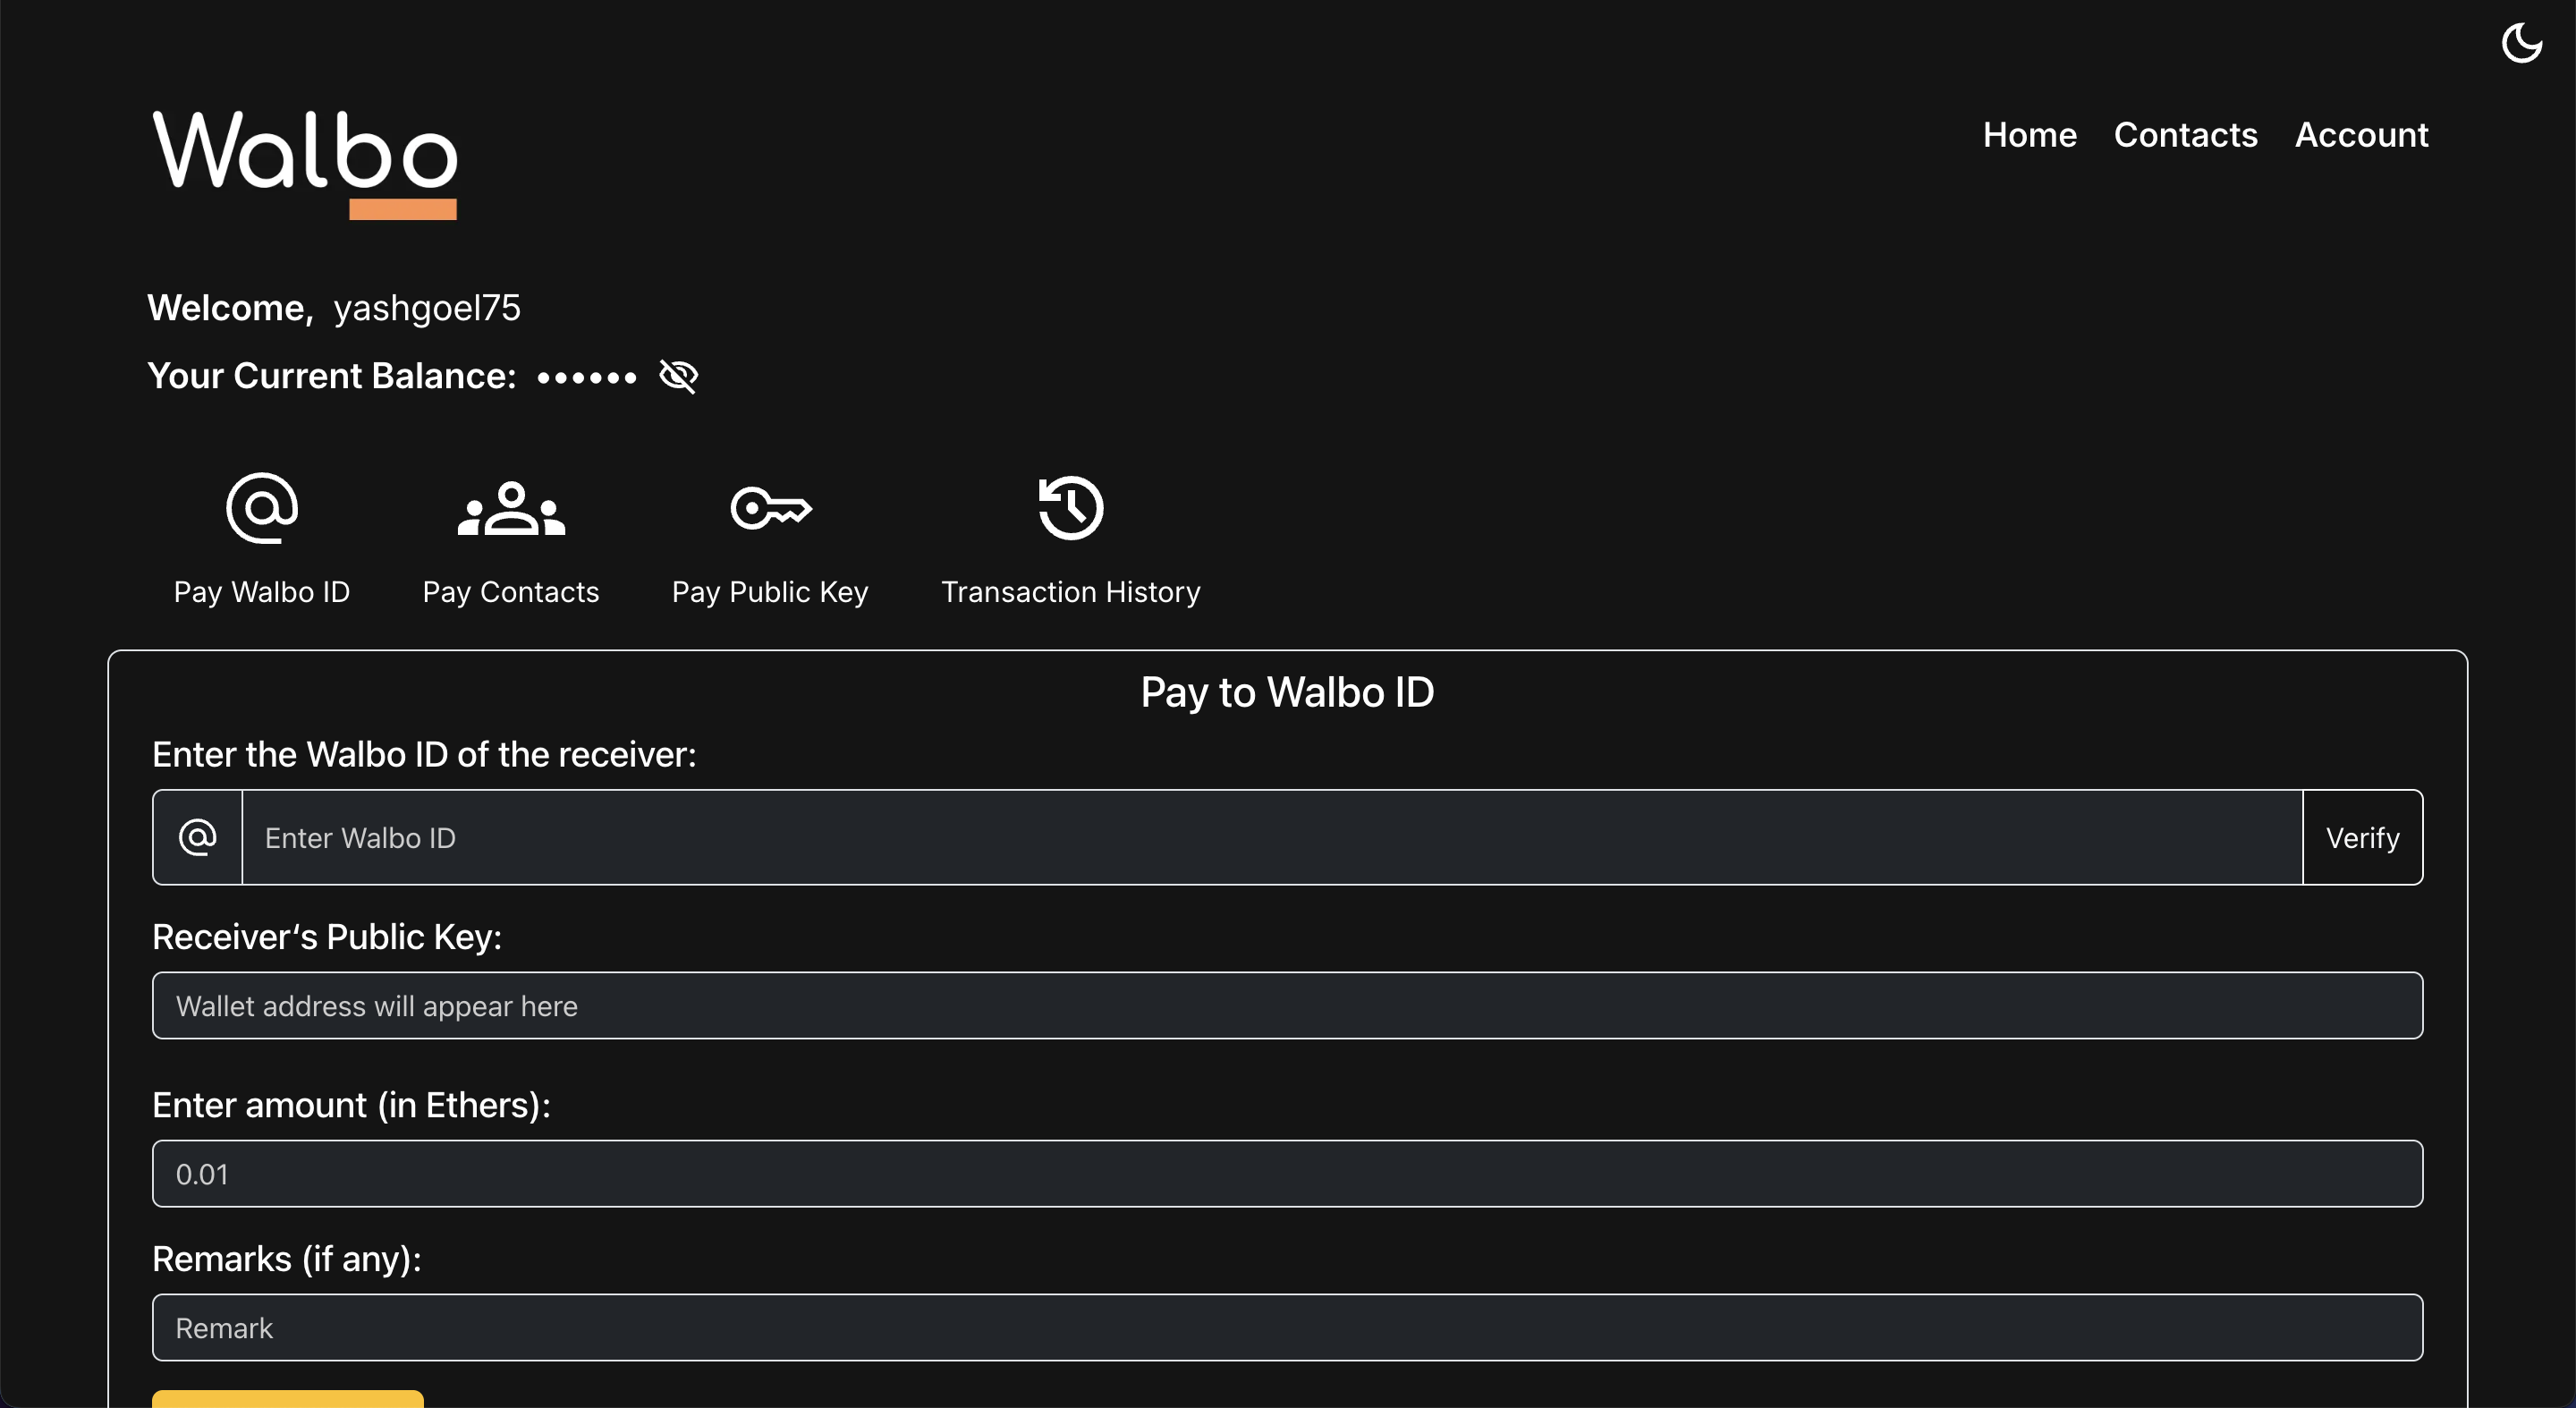 Walbo
Home Contacts Account
Welcome, yashgoel75
Your Current Balance: ••••••
Pay Walbo ID
Pay Contacts
Pay Public Key
Transaction History
Pay to Walbo ID
Enter the Walbo ID of the receiver:
Enter Walbo ID
Verify
Receiver‘s Public Key:
Wallet address will appear here
Enter amount (in Ethers):
0.01
Remarks (if any):
Remark